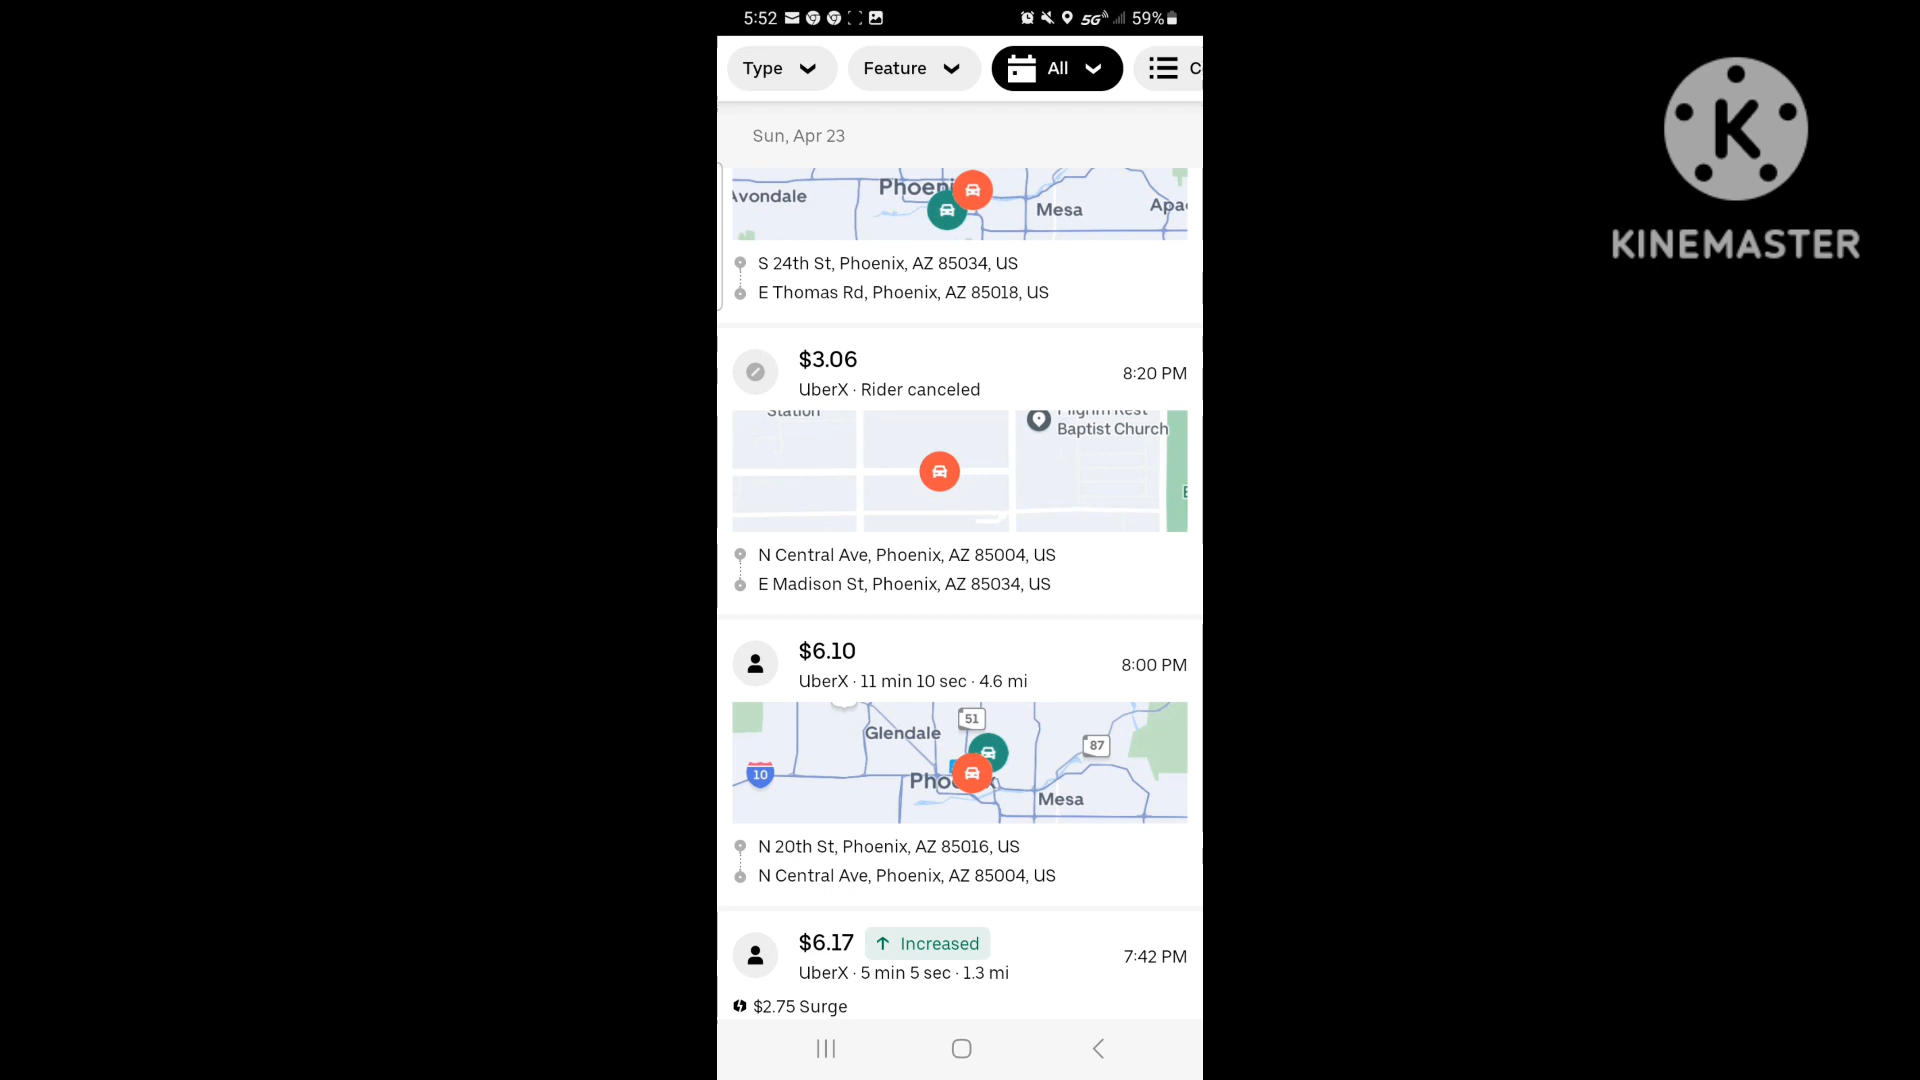 5:52
5G
59%
Type
Feature
All
C
Sun, Apr 23
Avondale
Mesa
S 24th St, Phoenix, AZ 85034, US
E Thomas Rd, Phoenix, AZ 85018, US
$3.06
8:20 PM
UberX · Rider canceled
Station
Pilgrim Rest
Baptist Church
N Central Ave, Phoenix, AZ 85004, US
E Madison St, Phoenix, AZ 85034, US
$6.10
8:00 PM
UberX · 11 min 10 sec · 4.6 mi
51
Glendale
87
10
Mesa
N 20th St, Phoenix, AZ 85016, US
N Central Ave, Phoenix, AZ 85004, US
$6.17
Increased
7:42 PM
UberX · 5 min 5 sec · 1.3 mi
$2.75 Surge
K
KINEMASTER